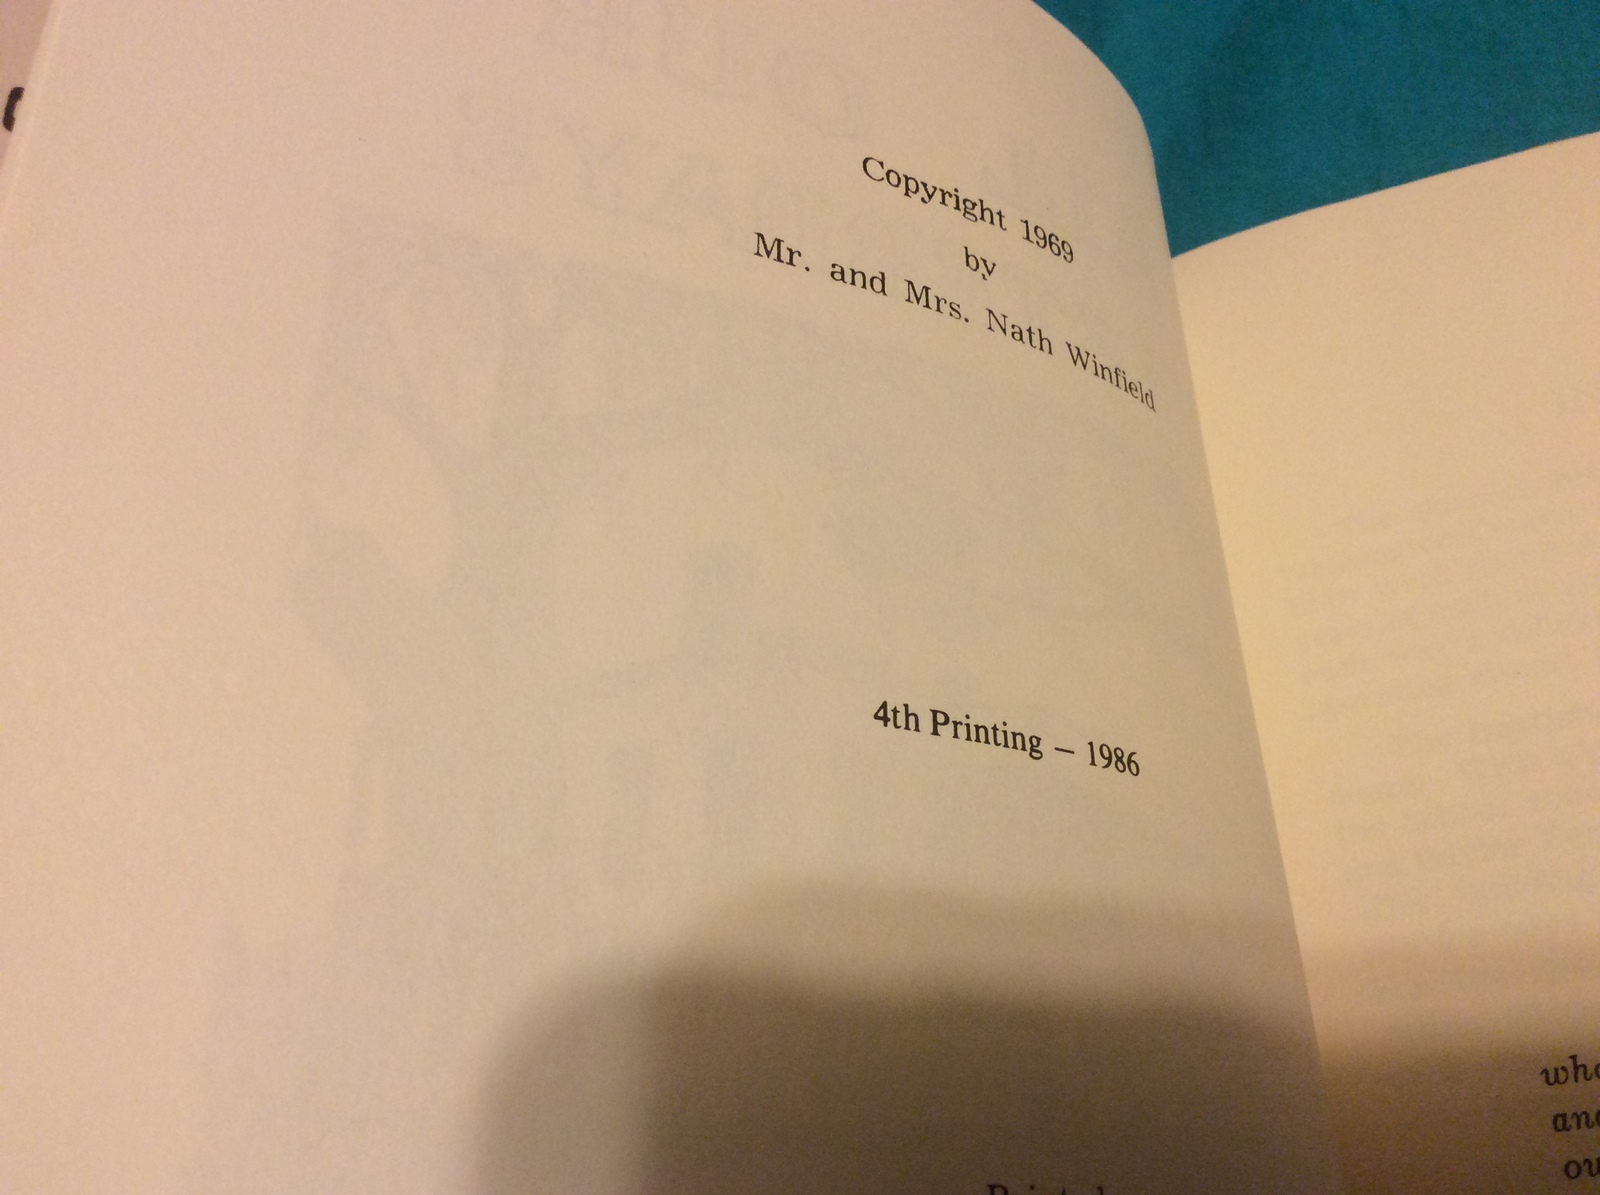 Copyright 1969
by
Mr. and Mrs. Nath Winfield
4th Printing – 1986